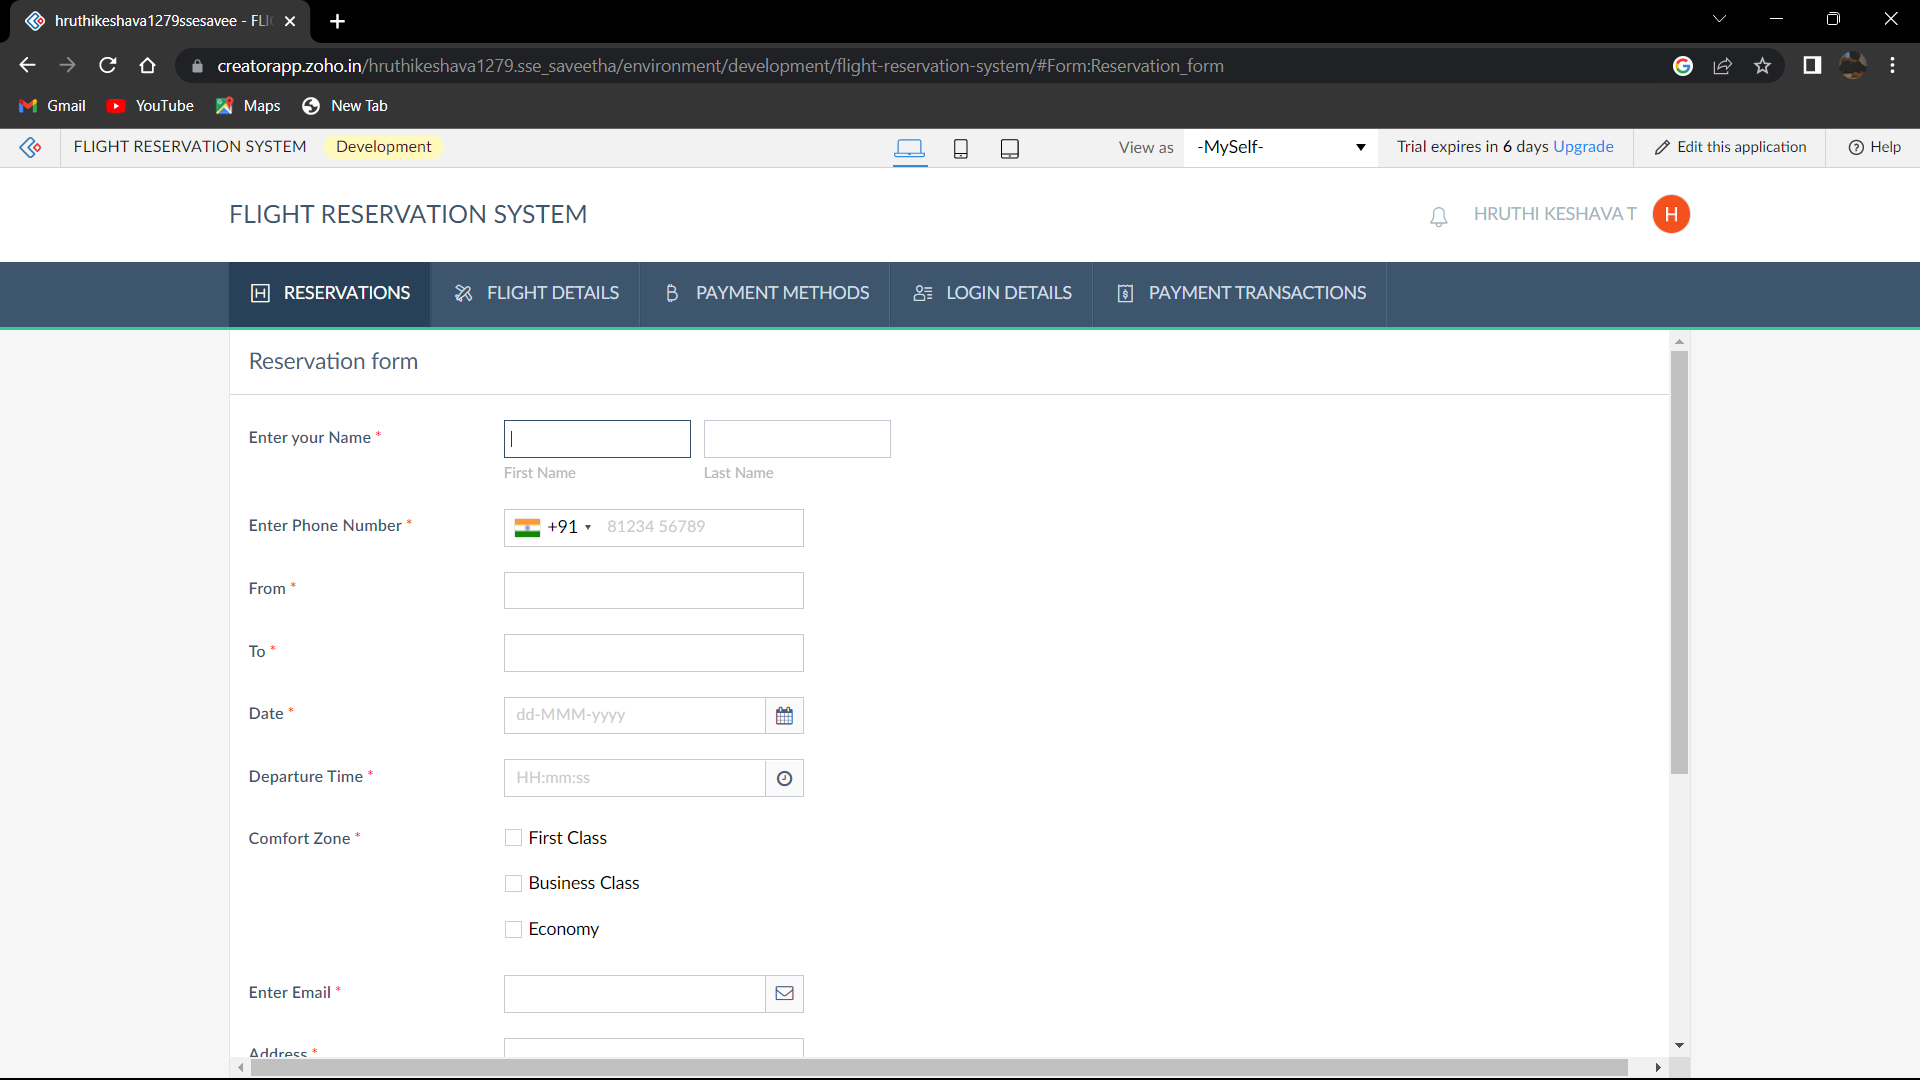 hruthikeshava1279ssesavee - FLI
creatorapp.zoho.in/hruthikeshava1279.sse_saveetha/environment/development/flight-reservation-system/#Form:Reservation_form
Gmail YouTube Maps New Tab
FLIGHT RESERVATION SYSTEM Development View as -MySelf- Trial expires in 6 days Upgrade Edit this application Help
FLIGHT RESERVATION SYSTEM HRUTHI KESHAVA T H
RESERVATIONS FLIGHT DETAILS PAYMENT METHODS LOGIN DETAILS PAYMENT TRANSACTIONS
Reservation form
Enter your Name *
First Name Last Name
Enter Phone Number * +91 81234 56789
From *
To *
Date * dd-MMM-yyyy
Departure Time * HH:mm:ss
Comfort Zone * First Class
Business Class
Economy
Enter Email *
Address *